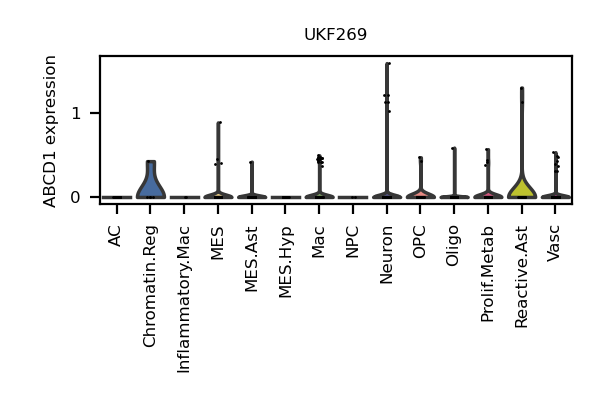 UKF269
ABCD1 expression
1
0
AC
Chromatin.Reg
Inflammatory.Mac
MES
MES.Ast
MES.Hyp
Mac
NPC
Neuron
OPC
Oligo
Prolif.Metab
Reactive.Ast
Vasc